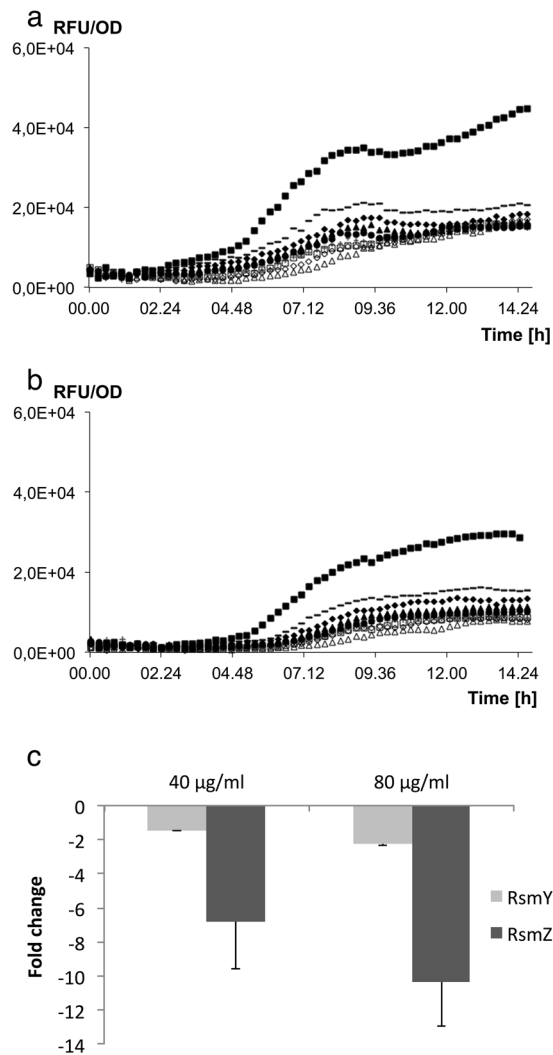 a
RFU/OD
6,0E+04
4,0E+04
2,0E+04
0,0E+00
00.00 02.24 04.48 07.12 09.36 12.00 14.24
Time [h]
b
RFU/OD
6,0E+04
4,0E+04
2,0E+04
0,0E+00
00.00 02.24 04.48 07.12 09.36 12.00 14.24
Time [h]
c
40 µg/ml 80 µg/ml
0
-2
-4
-6
-8
-10
-12
-14
Fold change
RsmY
RsmZ